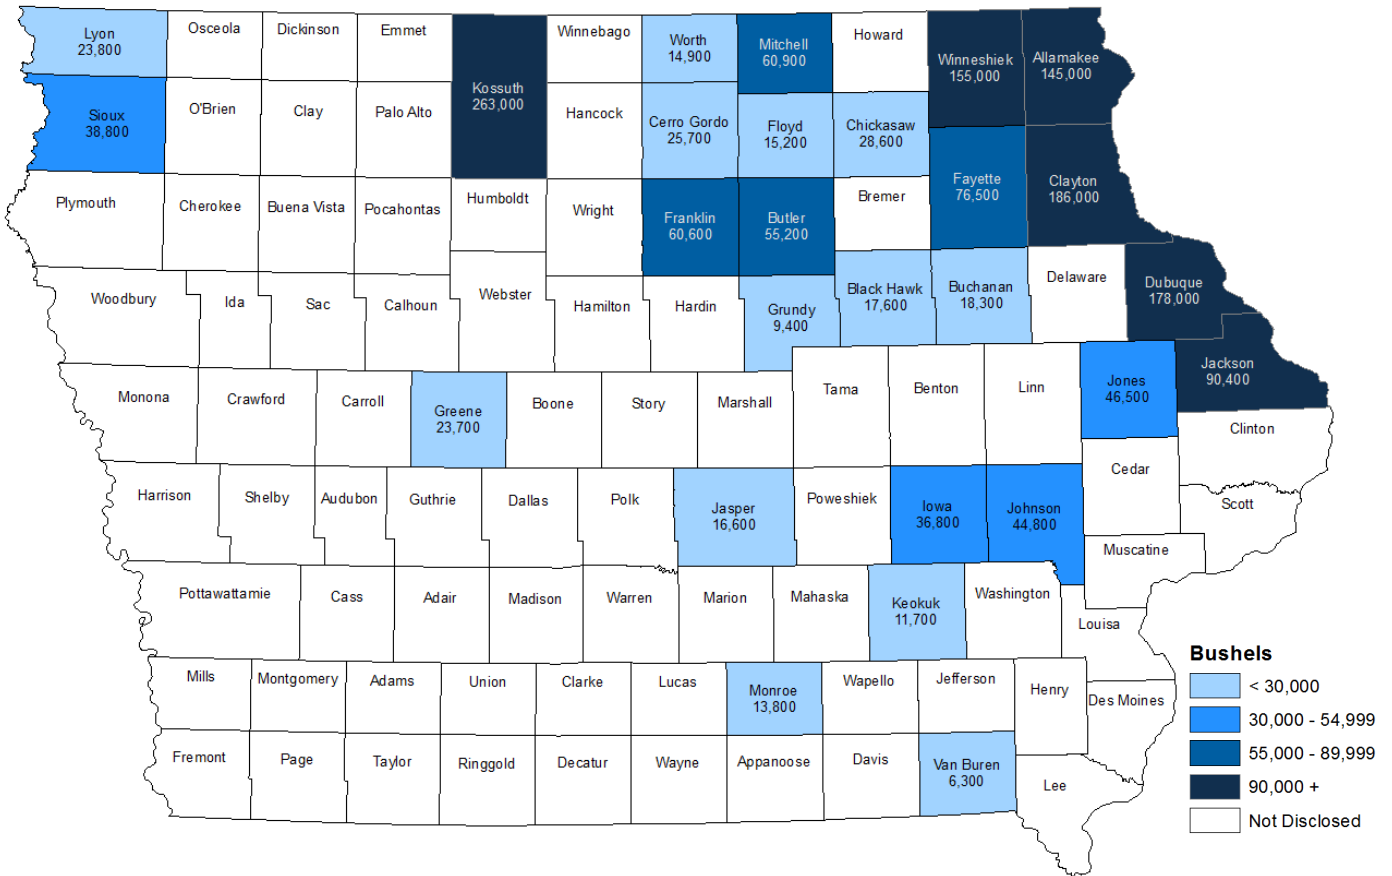 Lyon
23,800
Osceola
Dickinson
Emmet
Kossuth
263,000
Winnebago
Worth
14,900
Mitchell
60,900
Howard
Winneshiek
155,000
Allamakee
145,000
Sioux
38,800
O'Brien
Clay
Palo Alto
Hancock
Cerro Gordo
25,700
Floyd
15,200
Chickasaw
28,600
Fayette
76,500
Clayton
186,000
Plymouth
Cherokee
Buena Vista
Pocahontas
Humboldt
Wright
Franklin
60,600
Butler
55,200
Bremer
Woodbury
Ida
Sac
Calhoun
Webster
Hamilton
Hardin
Grundy
9,400
Black Hawk
17,600
Buchanan
18,300
Delaware
Dubuque
178,000
Monona
Crawford
Carroll
Greene
23,700
Boone
Story
Marshall
Tama
Benton
Linn
Jones
46,500
Jackson
90,400
Clinton
Harrison
Shelby
Audubon
Guthrie
Dallas
Polk
Jasper
16,600
Poweshiek
Iowa
36,800
Johnson
44,800
Cedar
Scott
Muscatine
Pottawattamie
Cass
Adair
Madison
Warren
Marion
Mahaska
Keokuk
11,700
Washington
Louisa
Mills
Montgomery
Adams
Union
Clarke
Lucas
Monroe
13,800
Wapello
Jefferson
Henry
Des Moines
Fremont
Page
Taylor
Ringgold
Decatur
Wayne
Appanoose
Davis
Van Buren
6,300
Lee
Bushels
< 30,000
30,000 - 54,999
55,000 - 89,999
90,000 +
Not Disclosed